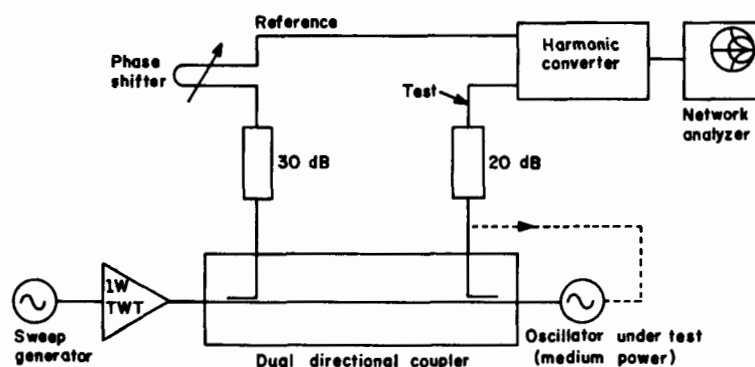 Reference
Phase
shifter
Test
Harmonic
converter
Network
analyzer
30 dB
20 dB
1W
TWT
Sweep
generator
Dual directional coupler
Oscillator under test
(medium power)